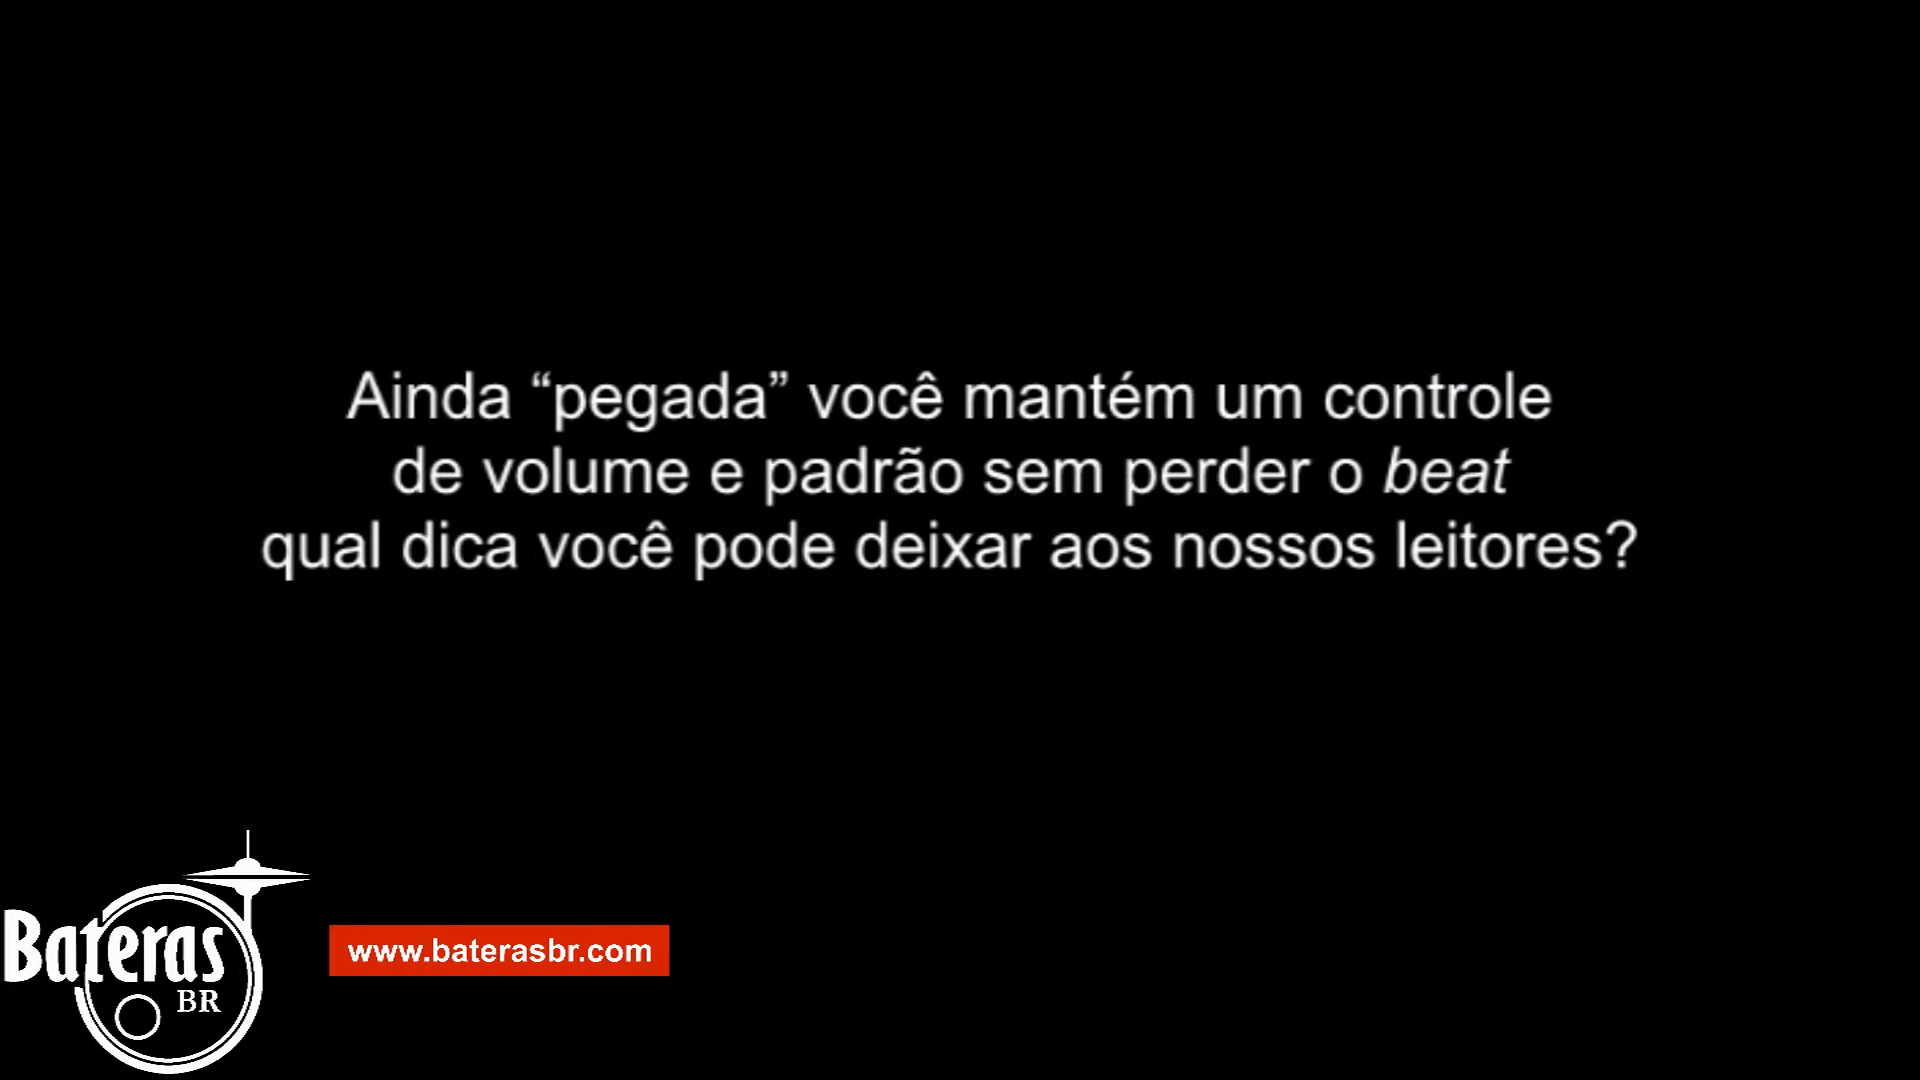 Ainda “pegada” você mantém um controle
de volume e padrão sem perder o beat
qual dica você pode deixar aos nossos leitores?
Bateras
BR
www.baterasbr.com